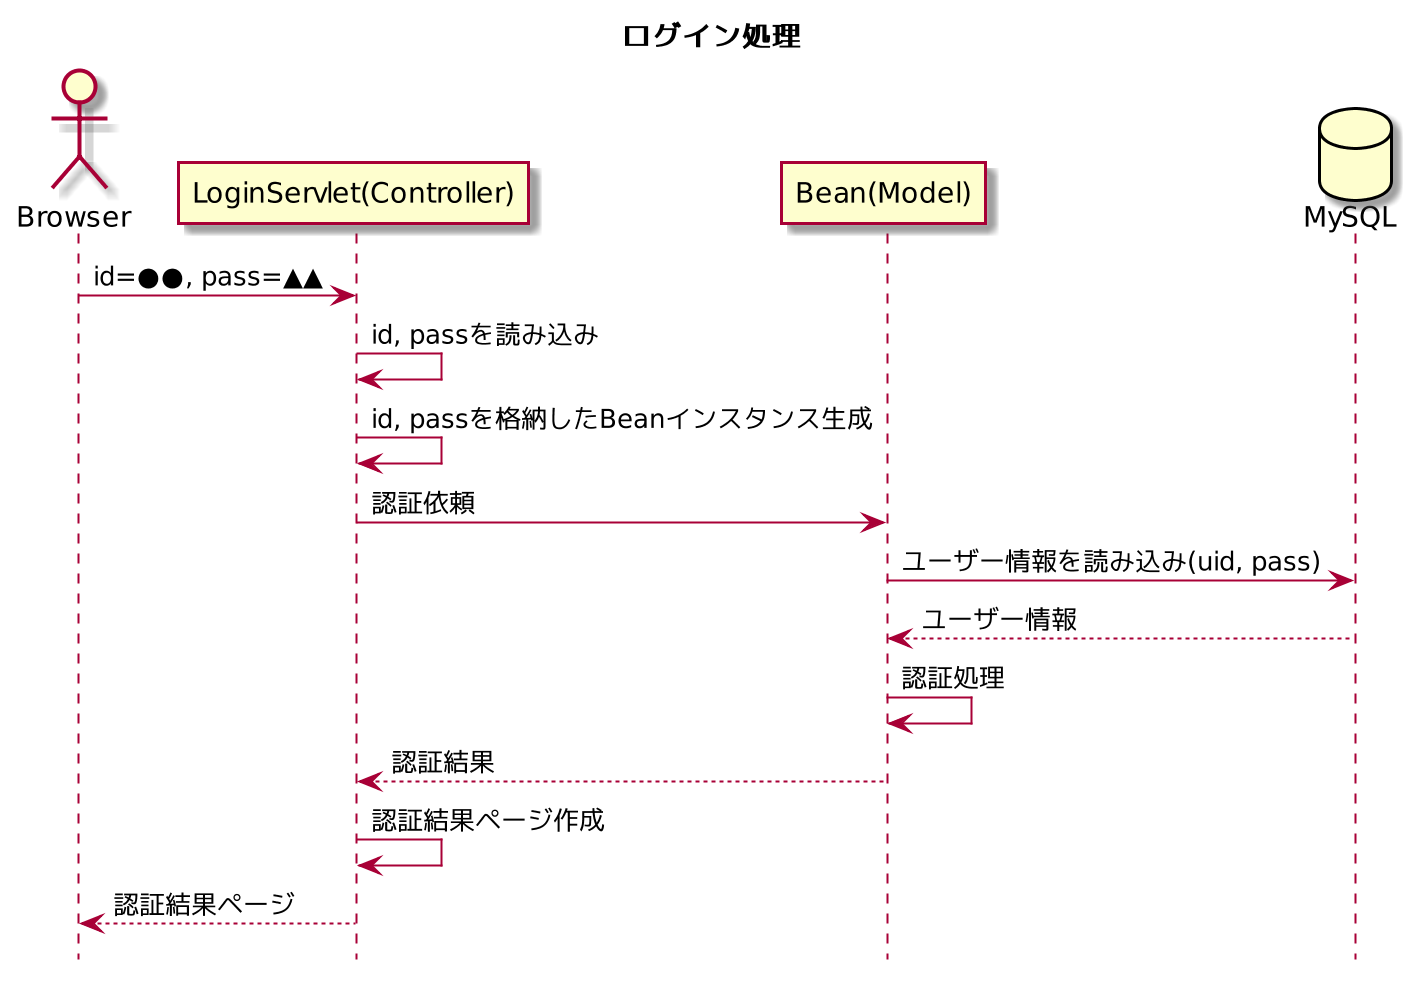 ログイン処理
Browser
LoginServlet(Controller)
Bean(Model)
MySQL
id=●●, pass=▲▲
id, passを読み込み
id, passを格納したBeanインスタンス生成
認証依頼
ユーザー情報を読み込み(uid, pass)
ユーザー情報
認証処理
認証結果
認証結果ページ作成
認証結果ページ